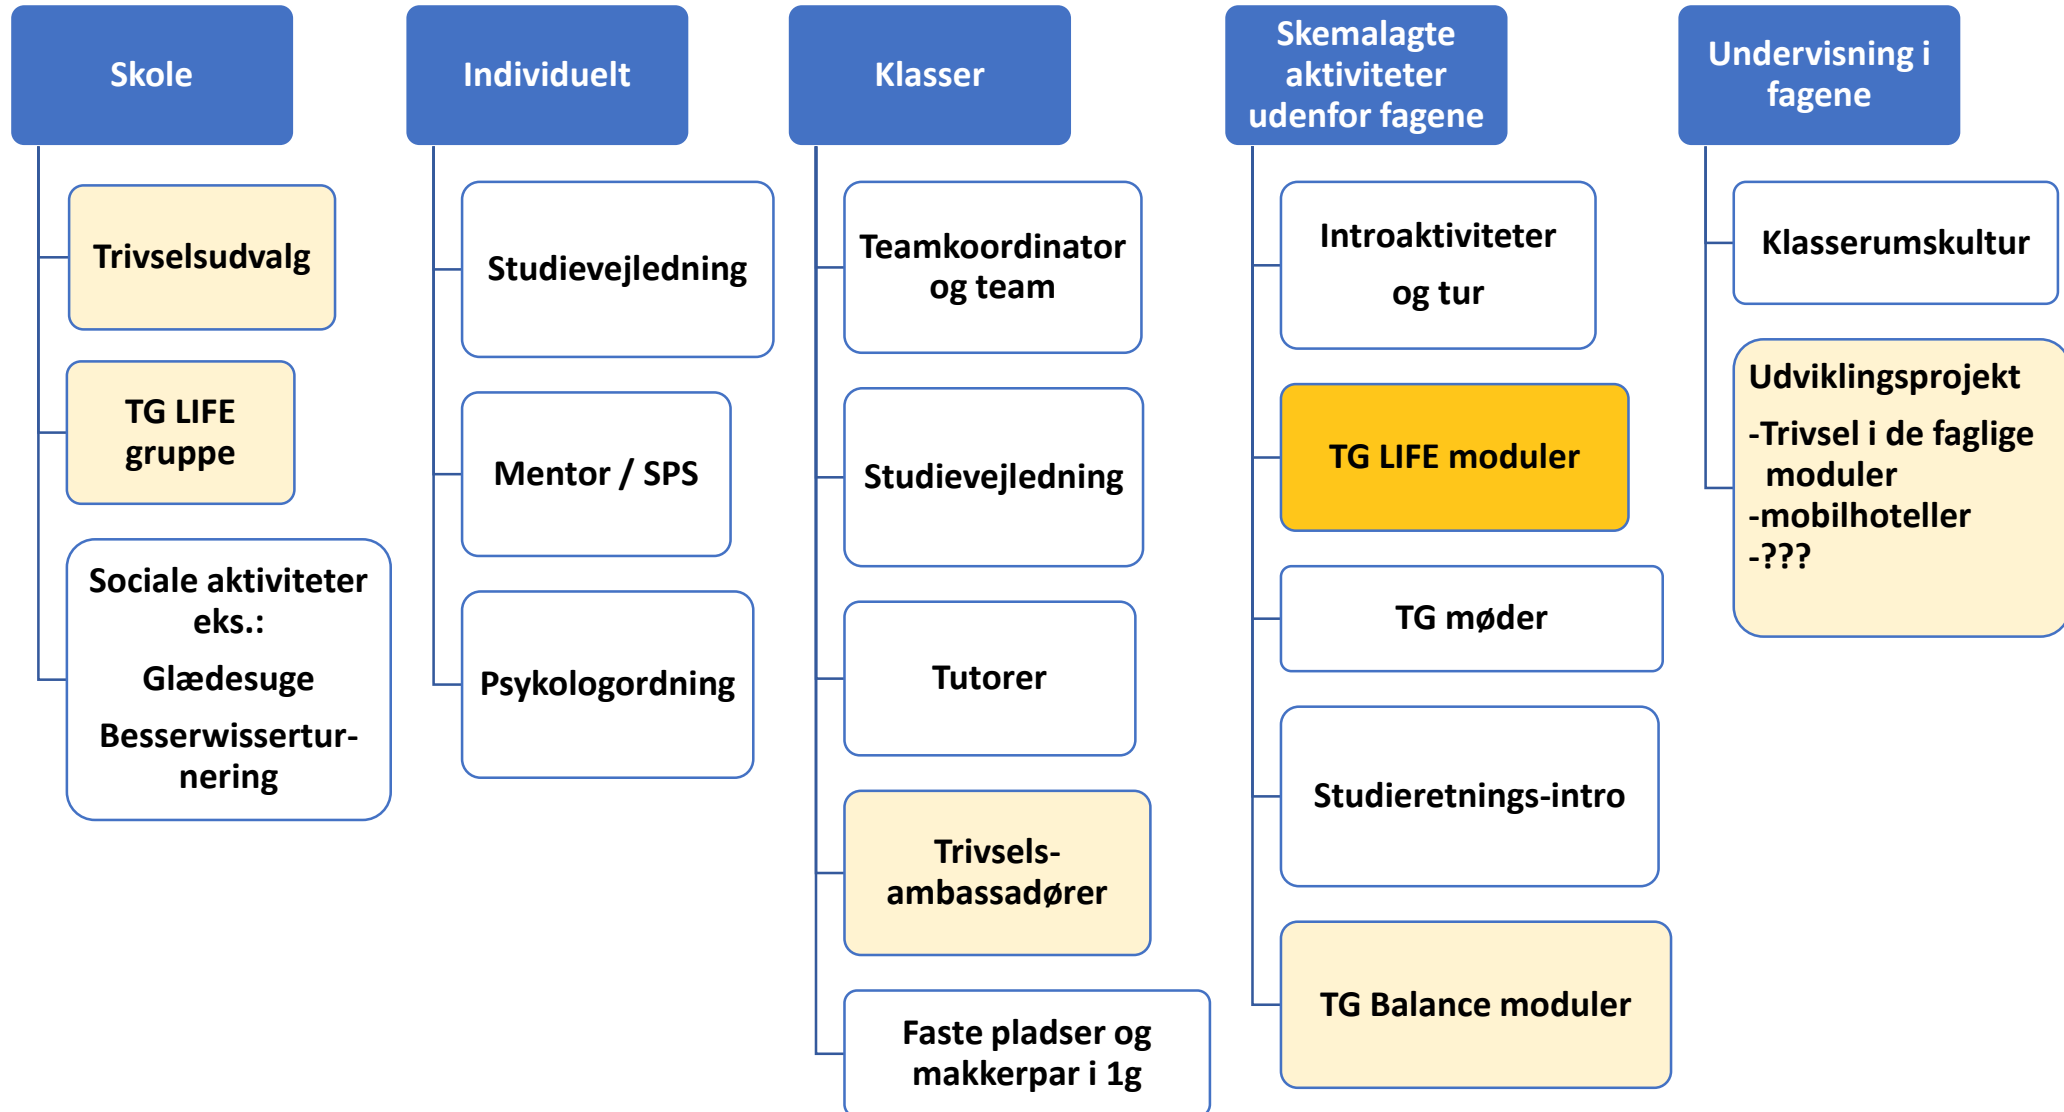 Skole
Trivselsudvalg
TG LIFE
gruppe
Sociale aktiviteter
eks.:
Glædesuge
Besserwissertur-
nering
Individuelt
Studievejledning
Mentor / SPS
Psykologordning
Klasser
Teamkoordinator
og team
Studievejledning
Tutorer
Trivsels-
ambassadører
Faste pladser og
makkerpar i 1g
Skemalagte
aktiviteter
udenfor fagene
Introaktiviteter
og tur
TG LIFE moduler
TG møder
Studieretnings-intro
TG Balance moduler
Undervisning i
fagene
Klasserumskultur
Udviklingsprojekt
-Trivsel i de faglige
moduler
-mobilhoteller
-???